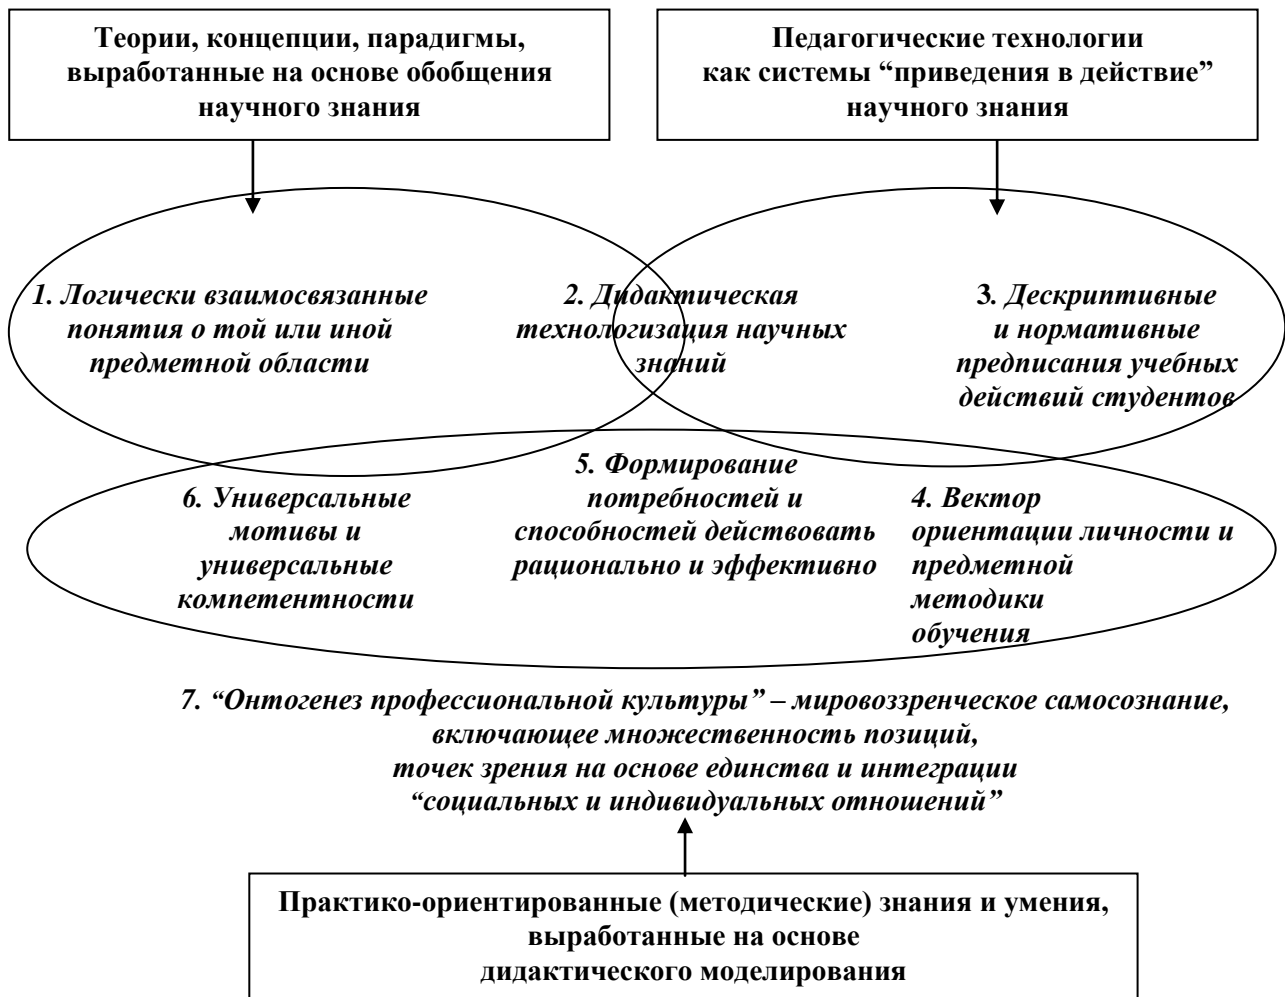 Теории, концепции, парадигмы,
выработанные на основе обобщения
научного знания
Педагогические технологии
как системы “приведения в действие”
научного знания
1. Логически взаимосвязанные
понятия о той или иной
предметной области
2. Дидактическая
технологизация научных
знаний
3. Дескриптивные
и нормативные
предписания учебных
действий студентов
6. Универсальные
мотивы и
универсальные
компетентности
5. Формирование
потребностей и
способностей действовать
рационально и эффективно
4. Вектор
ориентации личности и
предметной
методики
обучения
7. “Онтогенез профессиональной культуры” – мировоззренческое самосознание,
включающее множественность позиций,
точек зрения на основе единства и интеграции
“социальных и индивидуальных отношений”
Практико-ориентированные (методические) знания и умения,
выработанные на основе
дидактического моделирования